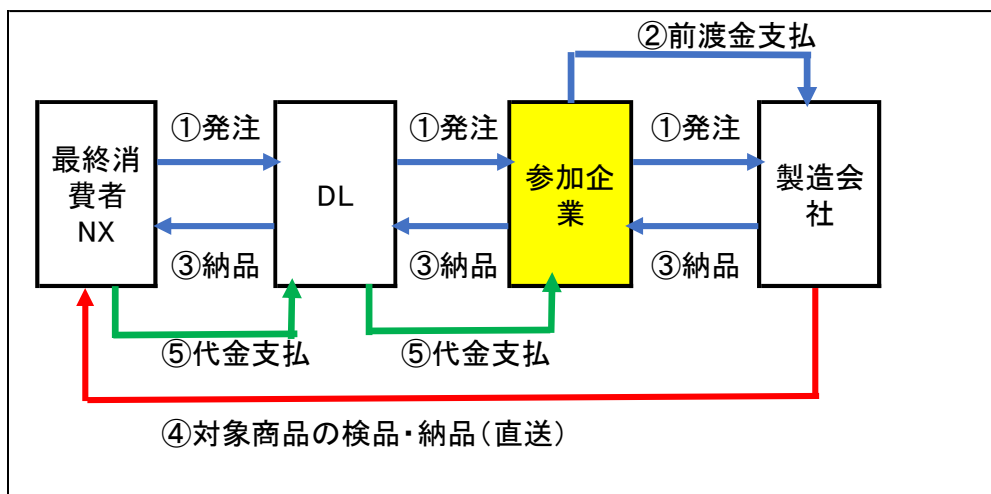 ②前渡金支払
①発注
①発注
①発注
最終消
費者
NX
DL
参加企
業
製造会
社
③納品
③納品
③納品
⑤代金支払
⑤代金支払
④対象商品の検品・納品（直送）